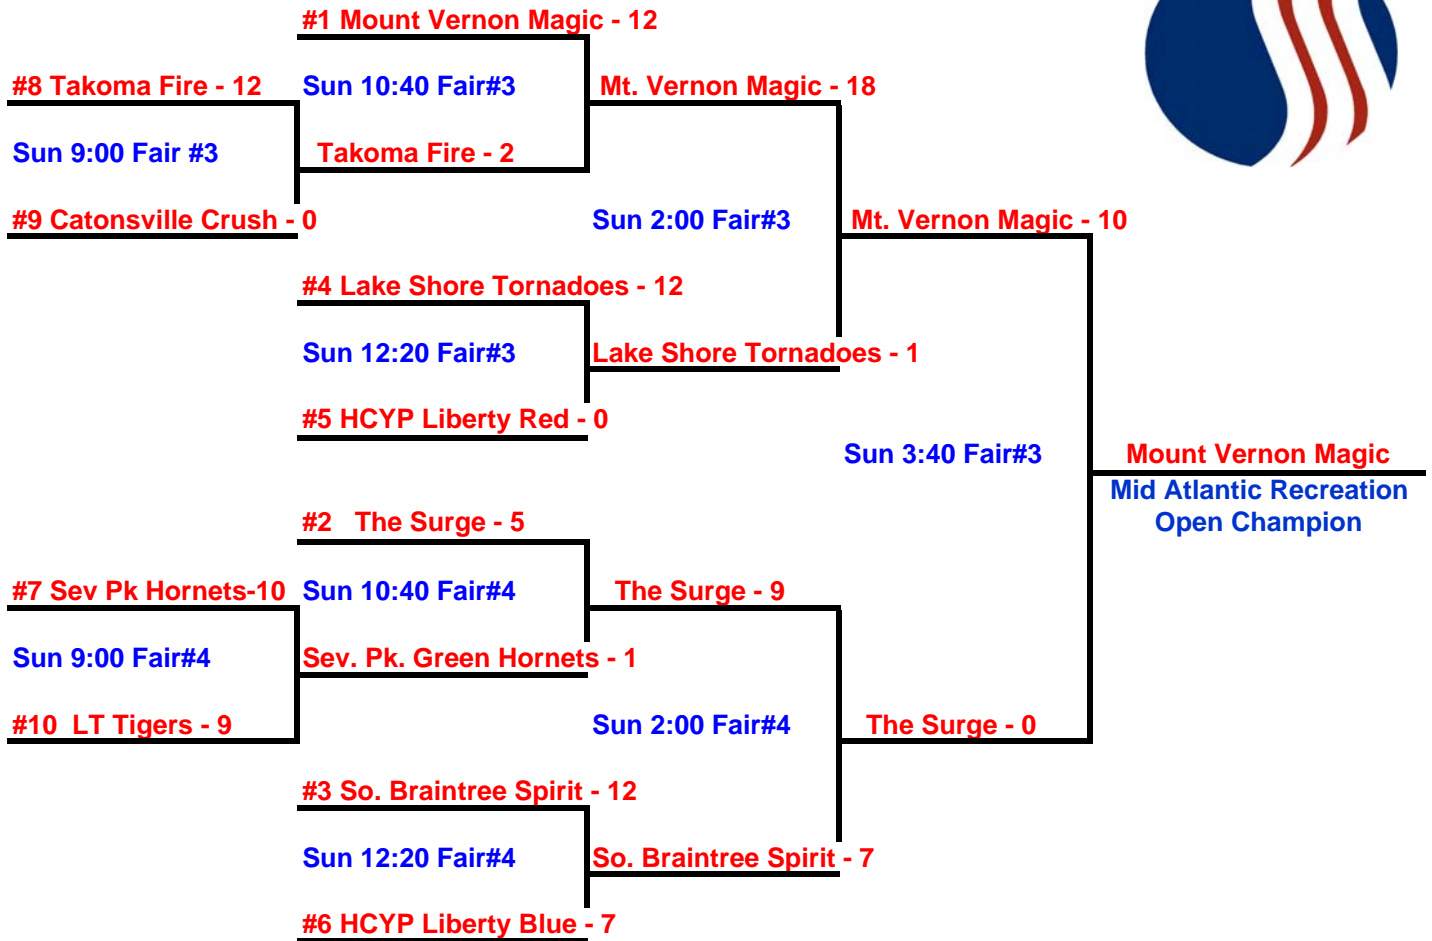 #1 Mount Vernon Magic - 12
#8 Takoma Fire - 12
Sun 10:40 Fair#3
Mt. Vernon Magic - 18
Sun 9:00 Fair #3
Takoma Fire - 2
#9 Catonsville Crush - 0
Sun 2:00 Fair#3
Mt. Vernon Magic - 10
#4 Lake Shore Tornadoes - 12
Sun 12:20 Fair#3
Lake Shore Tornadoes - 1
#5 HCYP Liberty Red - 0
Sun 3:40 Fair#3
Mount Vernon Magic
Mid Atlantic Recreation
Open Champion
#2 The Surge - 5
#7 Sev Pk Hornets-10
Sun 10:40 Fair#4
The Surge - 9
Sun 9:00 Fair#4
Sev. Pk. Green Hornets - 1
#10 LT Tigers - 9
Sun 2:00 Fair#4
The Surge - 0
#3 So. Braintree Spirit - 12
Sun 12:20 Fair#4
So. Braintree Spirit - 7
#6 HCYP Liberty Blue - 7